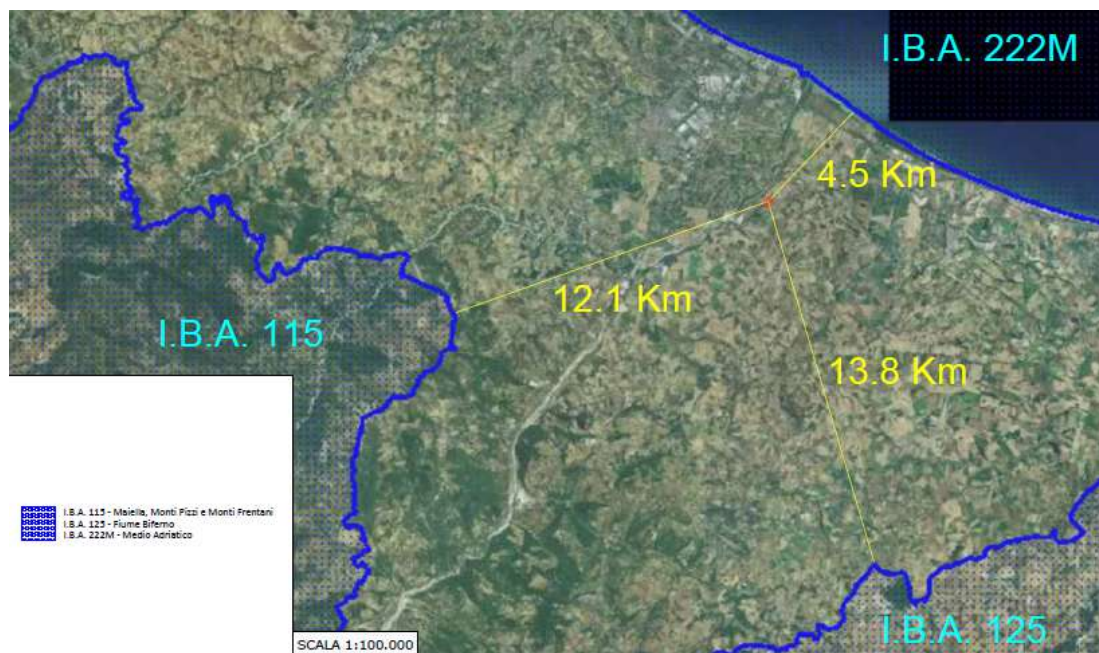 I.B.A. 222M
4.5 Km
12.1 Km
I.B.A. 115
13.8 Km
I.B.A. 115 - Maiella, Monti Pizzi e Monti Frentani
I.B.A. 125 - Fiume Biferno
I.B.A. 222M - Medio Adriatico
I.B.A. 125
SCALA 1:100.000